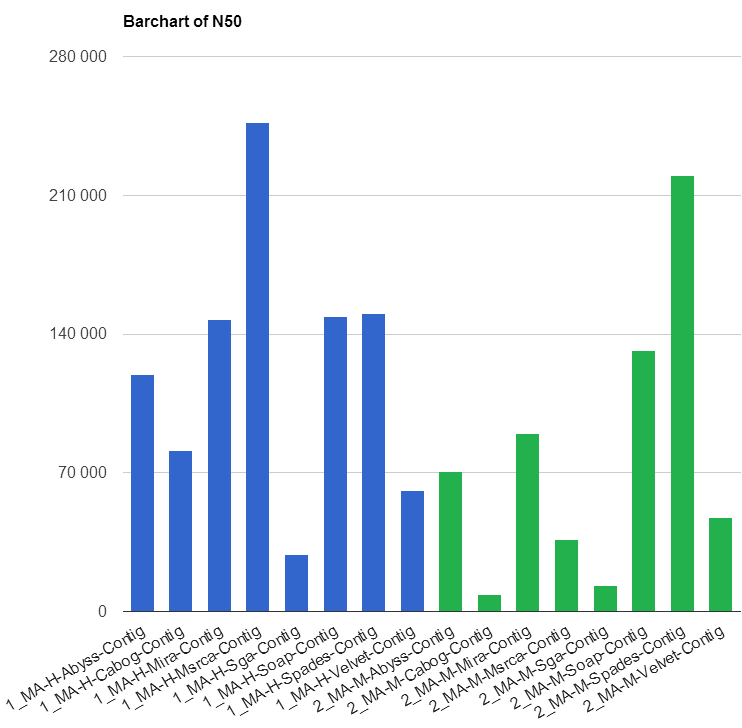 Barchart of N50
280 000
210 000
140 000
70 000
0
1_MA-H-Abyss-Contig
1_MA-H-Cabog-Contig
1_MA-H-Mira-Contig
1_MA-H-Msrca-Contig
1_MA-H-Sga-Contig
1_MA-H-Soap-Contig
1_MA-H-Spades-Contig
1_MA-H-Velvet-Contig
2_MA-M-Abyss-Contig
2_MA-M-Cabog-Contig
2_MA-M-Mira-Contig
2_MA-M-Msrca-Contig
2_MA-M-Sga-Contig
2_MA-M-Soap-Contig
2_MA-M-Spades-Contig
2_MA-M-Velvet-Contig